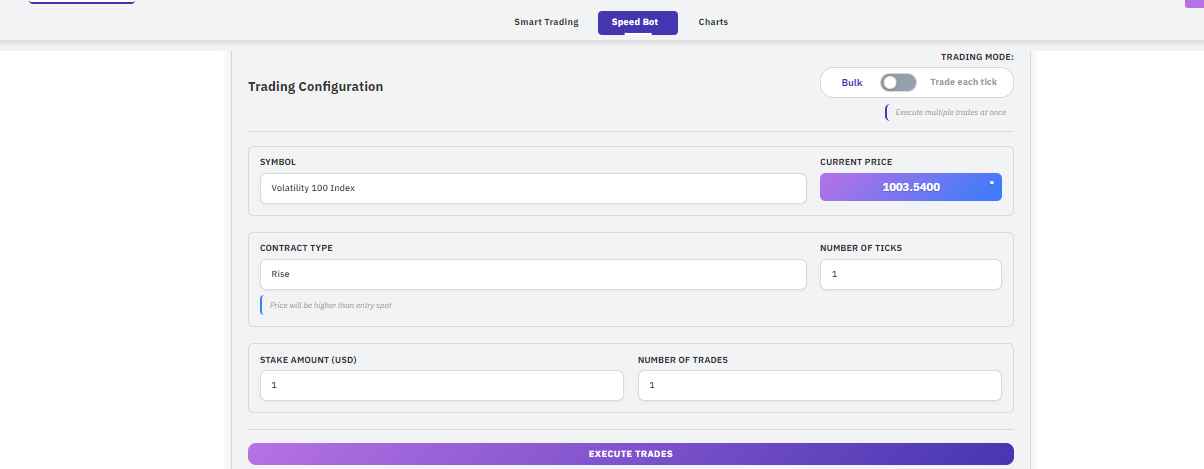 Smart Trading
Speed Bot
Charts
TRADING MODE:
Trading Configuration
Bulk
Trade each tick
Execute multiple trades at once
SYMBOL
Volatility 100 Index
CURRENT PRICE
1003.5400
CONTRACT TYPE
Rise
Price will be higher than entry spot
NUMBER OF TICKS
1
STAKE AMOUNT (USD)
1
NUMBER OF TRADES
1
EXECUTE TRADES